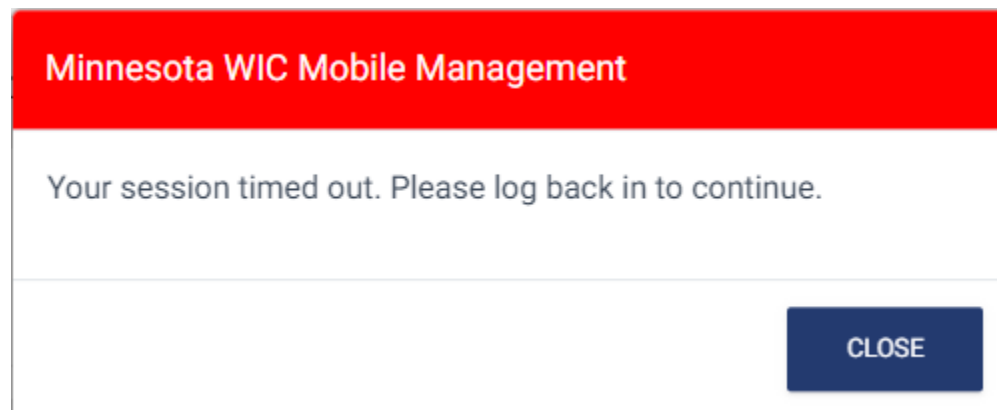 Minnesota WIC Mobile Management
Your session timed out. Please log back in to continue.
CLOSE